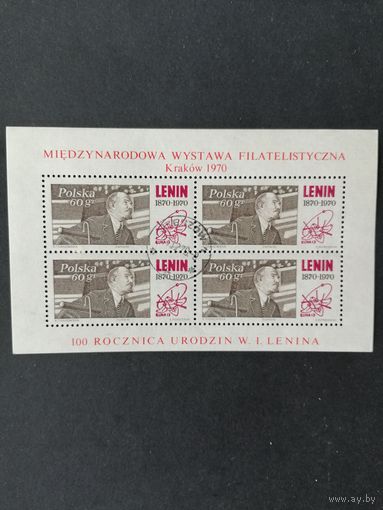 MIĘDZYNARODOWA WYSTAWA FILATELISTYCZNA
Kraków 1970
Polska
60 gr
LENIN
1870-1970
Polska
60 gr
LENIN
1870-1970
Polska
60 gr
LENIN
1870-1970
Polska
60 gr
LENIN
1870-1970
100 ROCZNICA URODZIN W. I. LENINA
www.ay.by